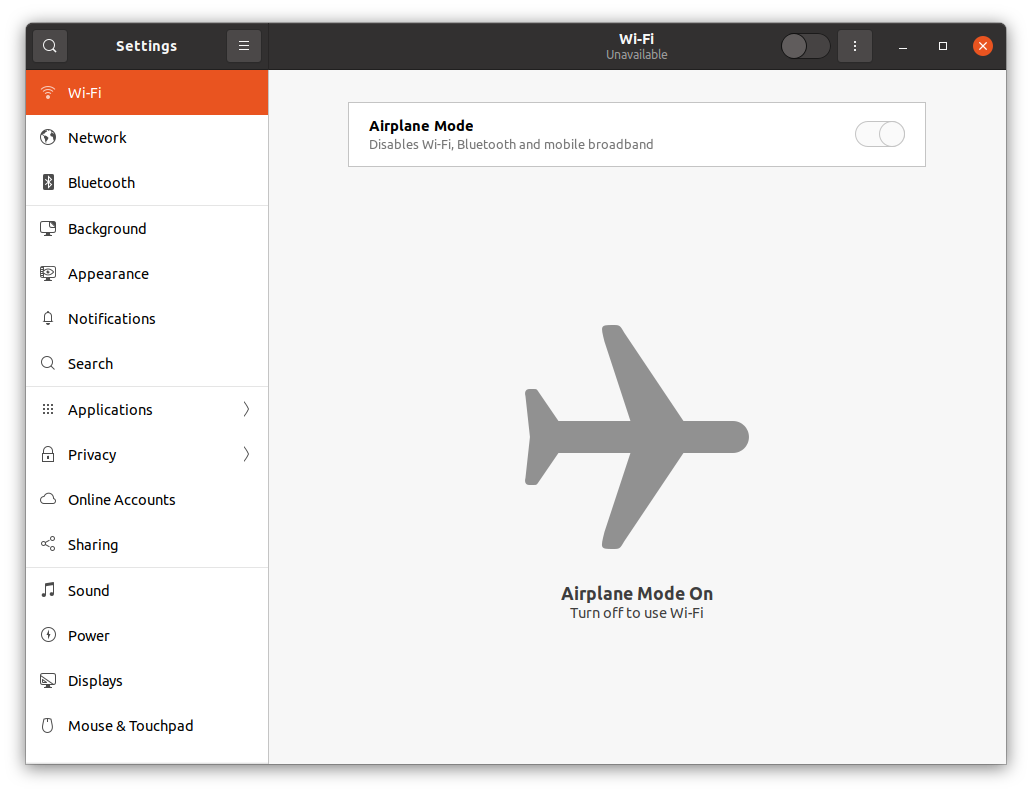 Settings
Wi-Fi
Unavailable
Wi-Fi
Network
Bluetooth
Background
Appearance
Notifications
Search
Applications
Privacy
Online Accounts
Sharing
Sound
Power
Displays
Mouse & Touchpad
Airplane Mode
Disables Wi-Fi, Bluetooth and mobile broadband
Airplane Mode On
Turn off to use Wi-Fi